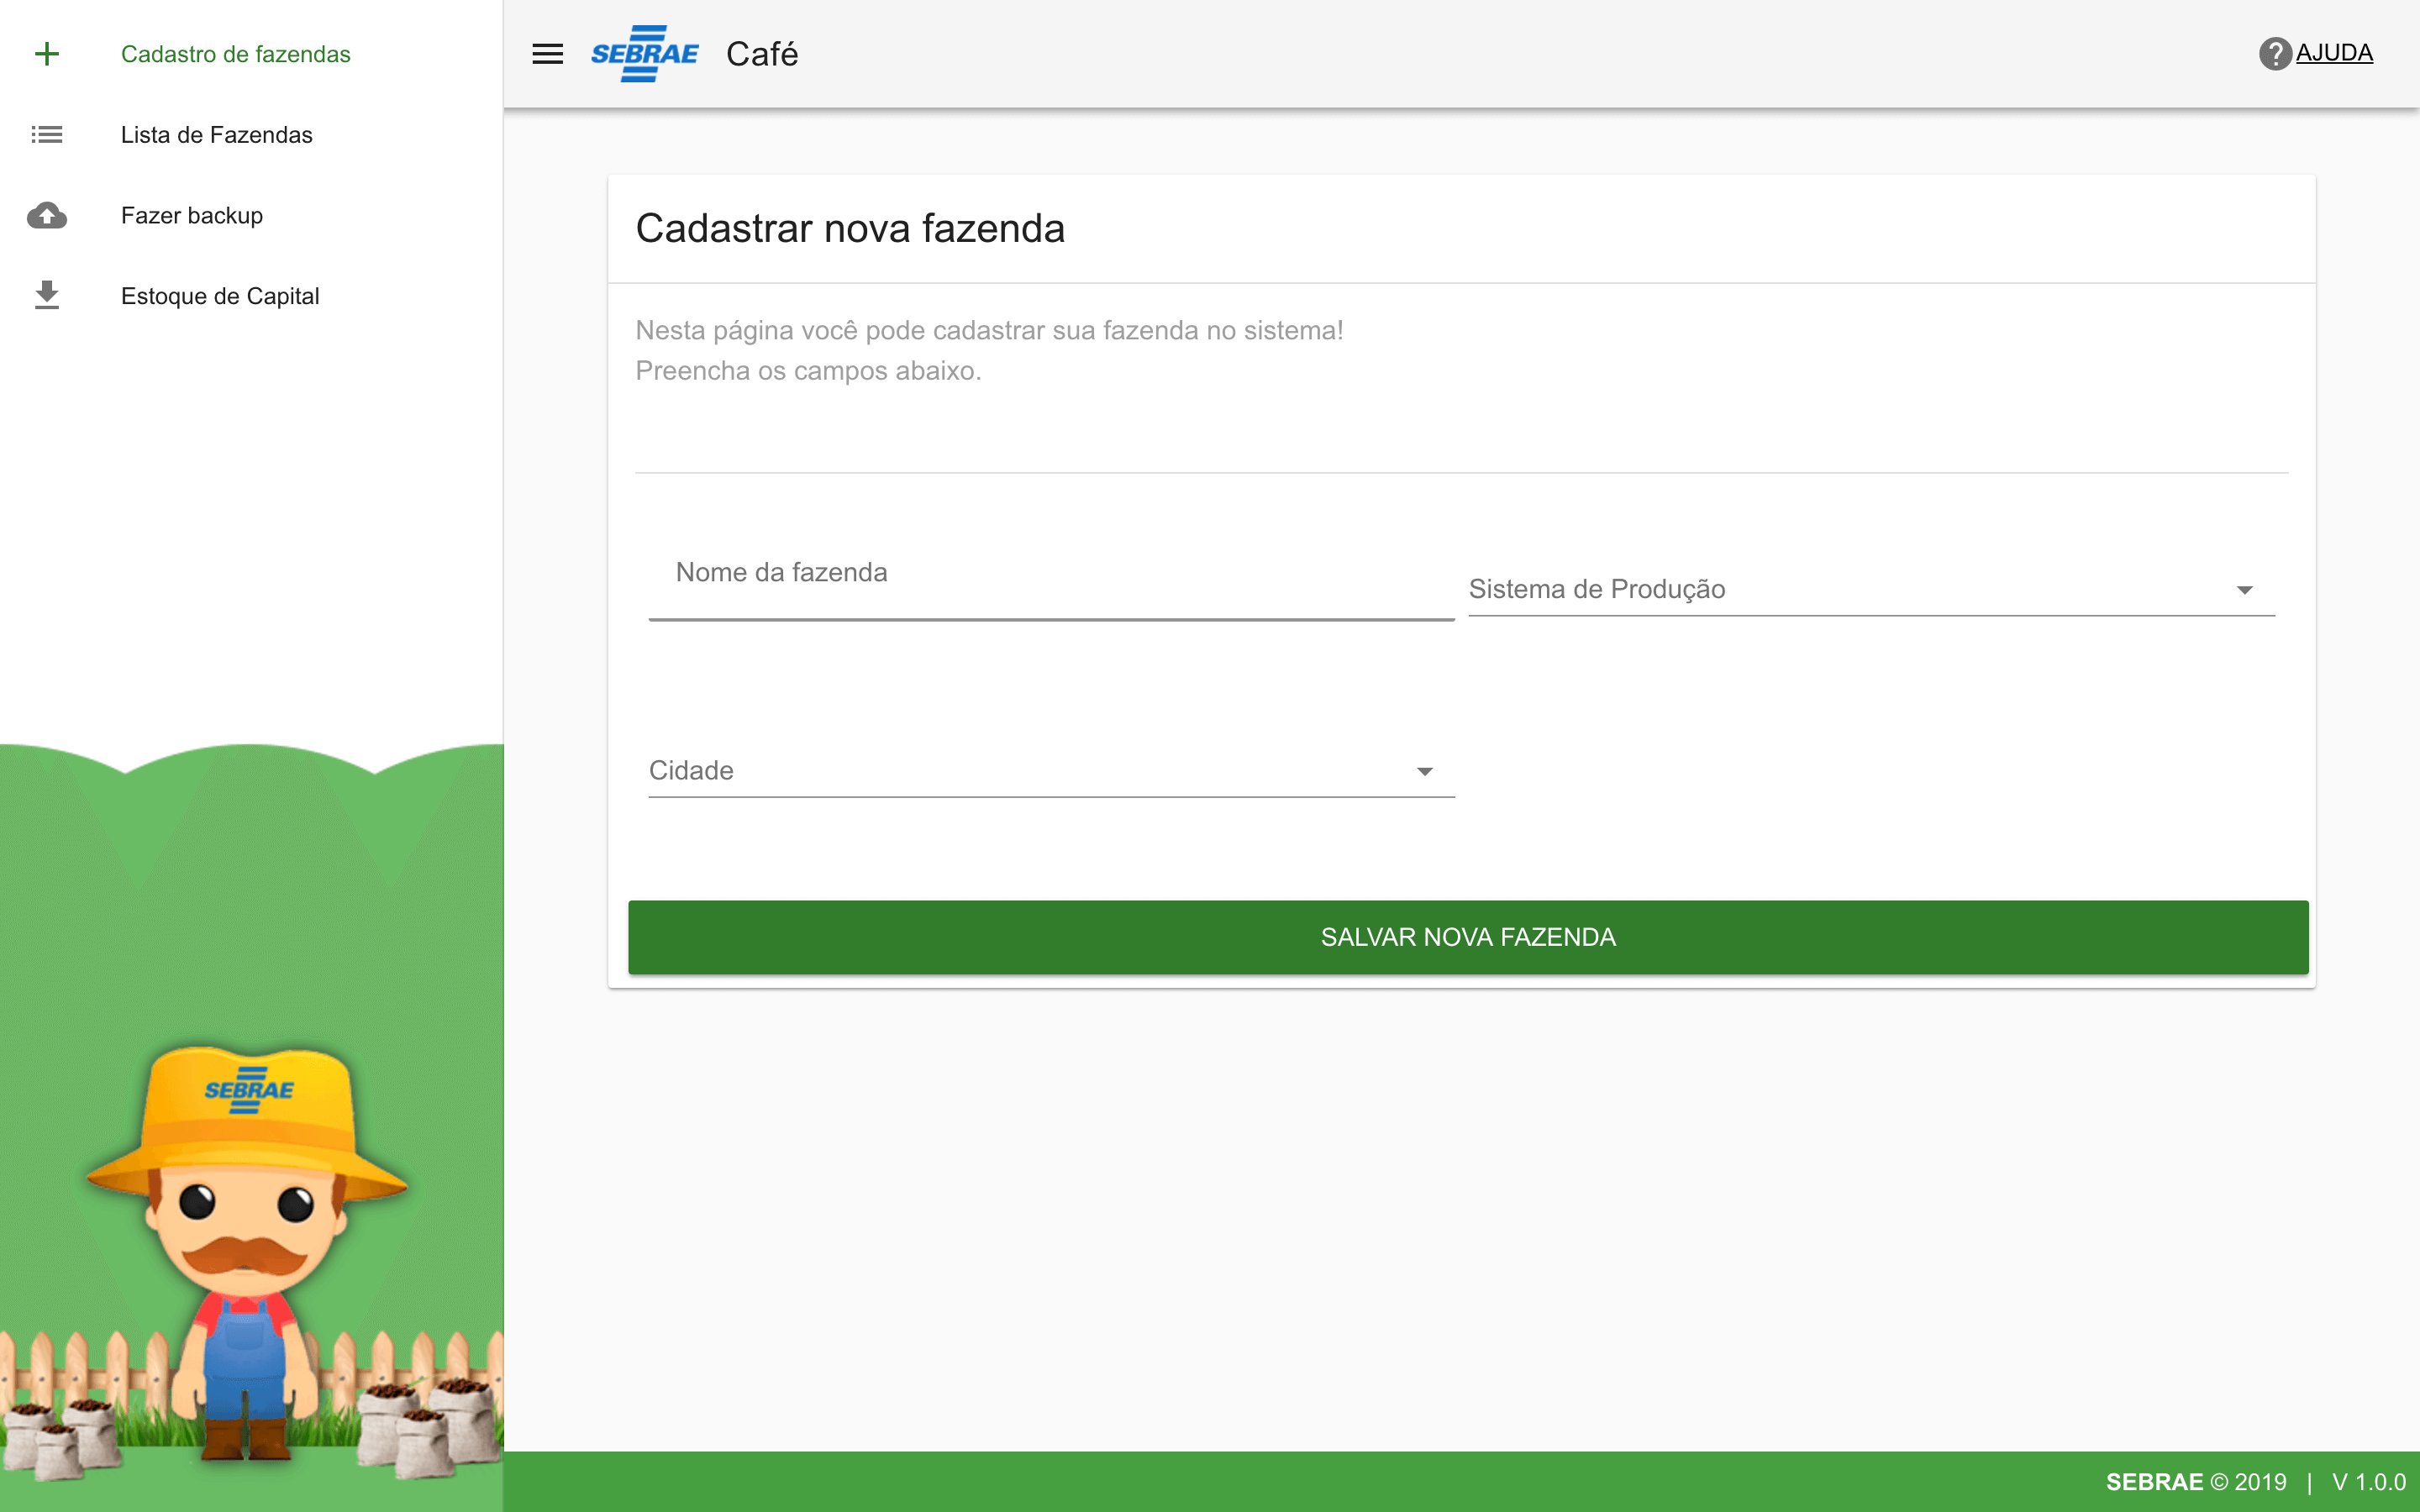 Cadastro de fazendas
Lista de Fazendas
Fazer backup
Estoque de Capital
SEBRAE
Café
AJUDA
Cadastrar nova fazenda
Nesta página você pode cadastrar sua fazenda no sistema!
Preencha os campos abaixo.
Nome da fazenda
Sistema de Produção
Cidade
SALVAR NOVA FAZENDA
SEBRAE
SEBRAE © 2019 | V 1.0.0